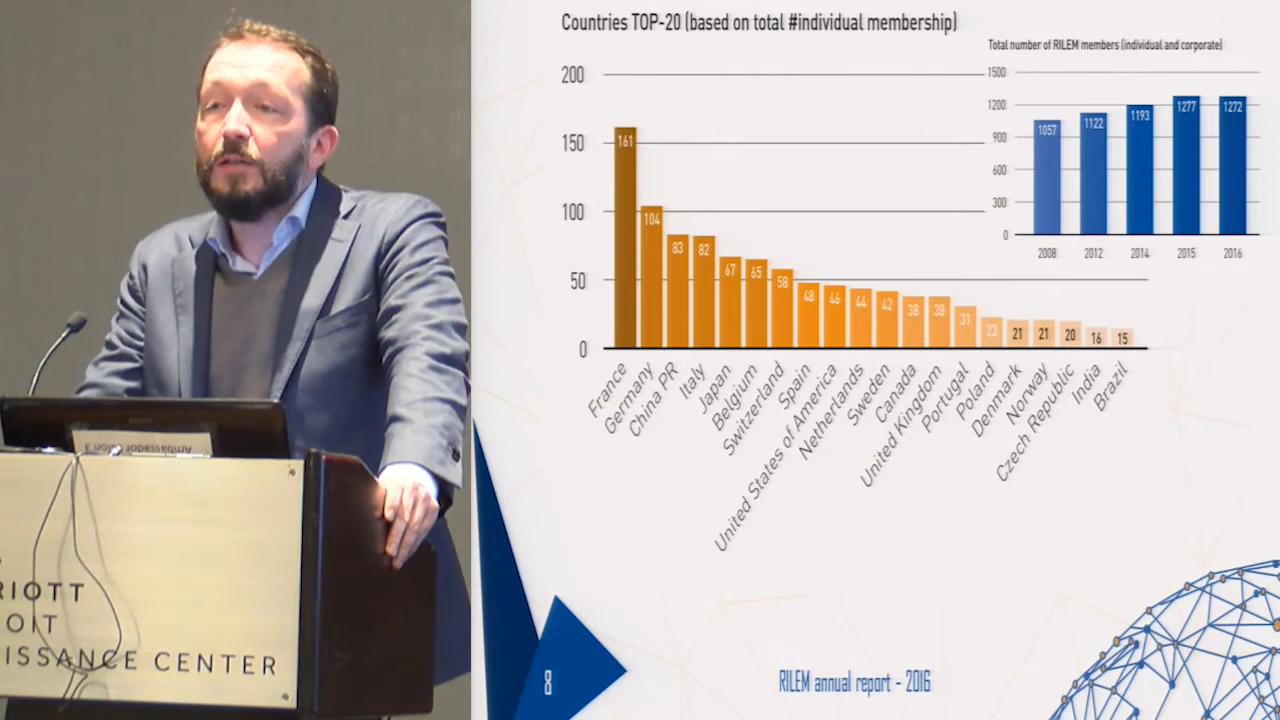 Countries TOP-20 (based on total #individual membership)
200
150
100
50
0
161
104
83
82
67
65
58
48
46
44
42
38
38
31
23
21
21
20
16
15
France
Germany
China PR
Italy
Japan
Belgium
Switzerland
Spain
United States of America
Netherlands
Sweden
Canada
United Kingdom
Portugal
Poland
Denmark
Norway
Czech Republic
India
Brazil
Total number of RILEM members (individual and corporate)
1500
1200
900
600
300
0
1057
1122
1193
1277
1272
2008
2012
2014
2015
2016
8
RILEM annual report - 2016
Ambassador Salon 3
RIOTT
OIT
ISSANCE CENTER